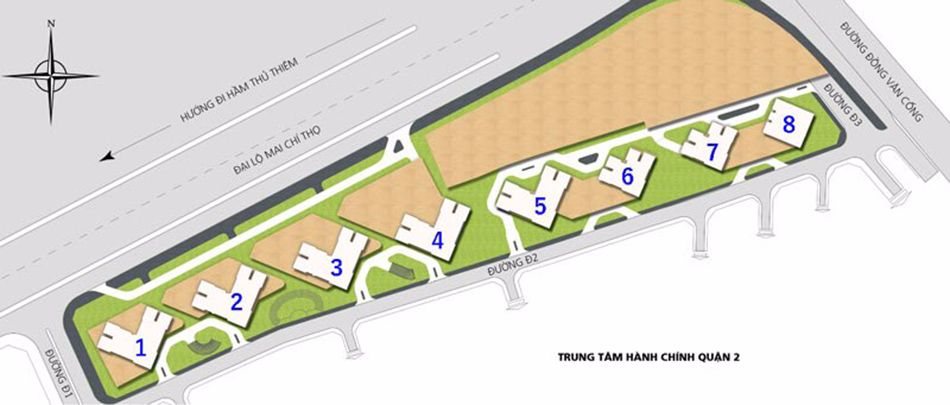 N
HƯỚNG ĐI HẦM THỦ THIÊM
ĐẠI LỘ MAI CHÍ THỌ
ĐƯỜNG ĐỒNG VĂN CỐNG
ĐƯỜNG Đ3
8
7
6
5
4
3
2
1
ĐƯỜNG Đ2
ĐƯỜNG Đ1
TRUNG TÂM HÀNH CHÍNH QUẬN 2